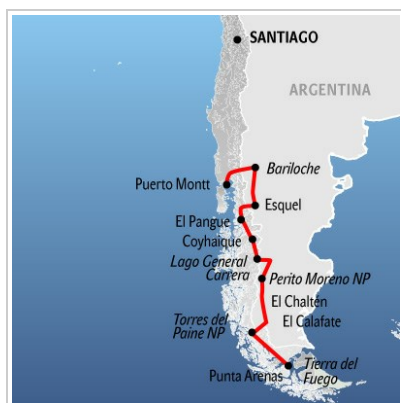 SANTIAGO
ARGENTINA
Bariloche
Puerto Montt
Esquel
El Pangue
Coyhaique
Lago General
Carrera
Perito Moreno NP
El Chaltén
El Calafate
Torres del
Paine NP
Punta Arenas
Tierra del
Fuego